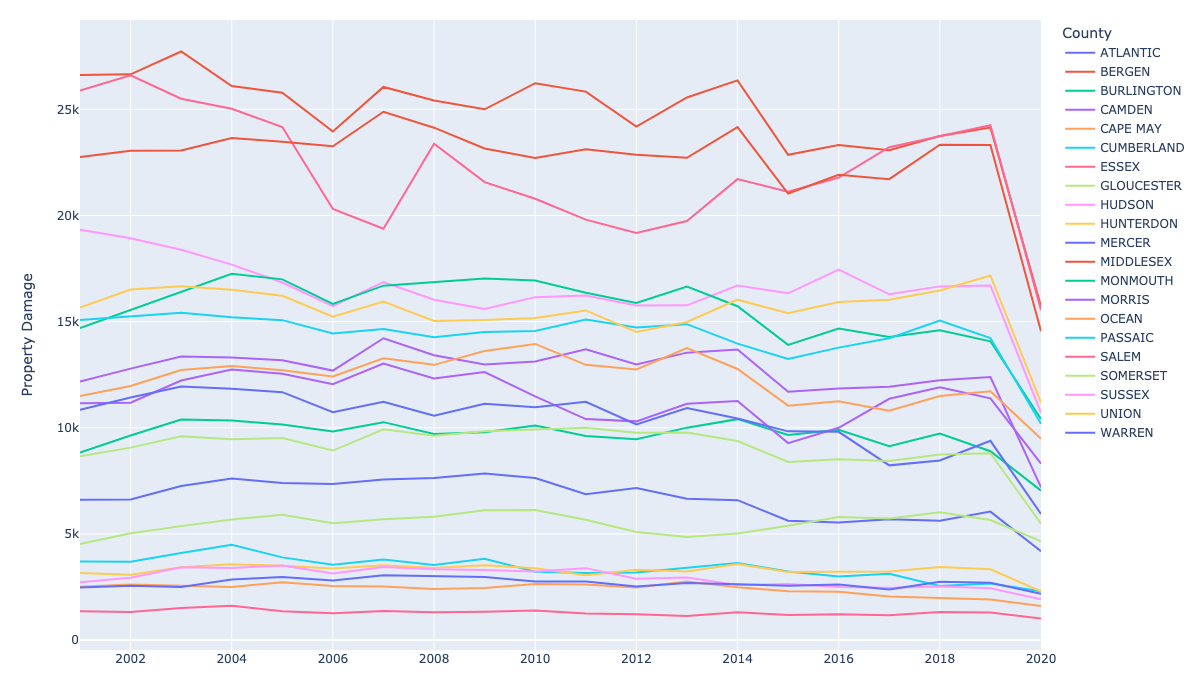 Property Damage
25k
20k
15k
10k
5k
0
2002
2004
2006
2008
2010
2012
2014
2016
2018
2020
County
ATLANTIC
BERGEN
BURLINGTON
CAMDEN
CAPE MAY
CUMBERLAND
ESSEX
GLOUCESTER
HUDSON
HUNTERDON
MERCER
MIDDLESEX
MONMOUTH
MORRIS
OCEAN
PASSAIC
SALEM
SOMERSET
SUSSEX
UNION
WARREN